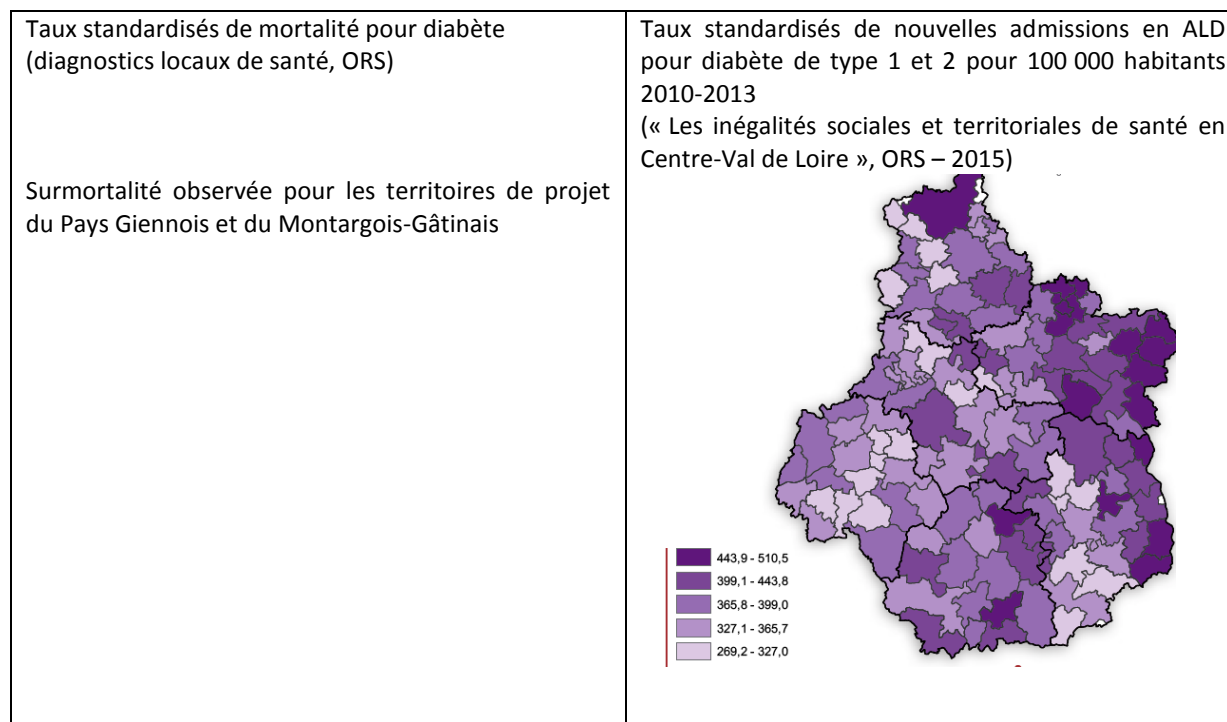 Taux standardisés de mortalité pour diabète
(diagnostics locaux de santé, ORS)
Surmortalité observée pour les territoires de projet
du Pays Giennois et du Montargois-Gâtinais
Taux standardisés de nouvelles admissions en ALD
pour diabète de type 1 et 2 pour 100 000 habitants
2010-2013
(« Les inégalités sociales et territoriales de santé en
Centre-Val de Loire », ORS – 2015)
443,9 - 510,5
399,1 - 443,8
365,8 - 399,0
327,1 - 365,7
269,2 - 327,0